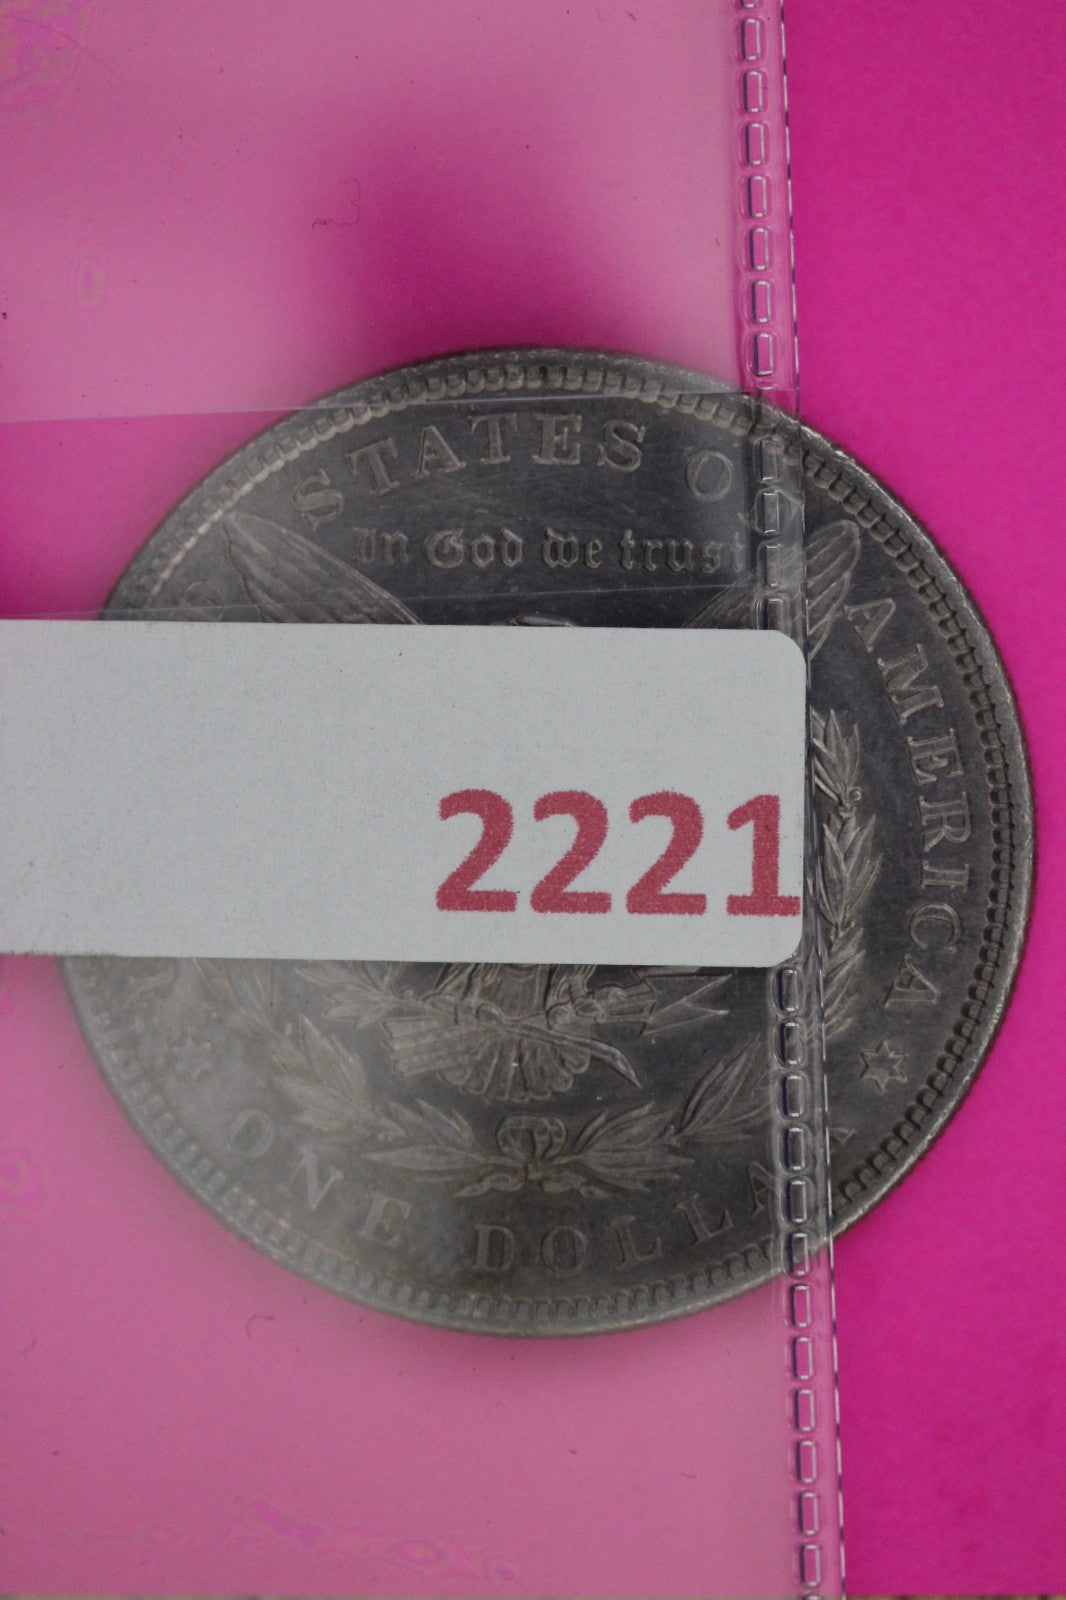 STATES O
In God we trust
AMERICA
2221
ONE DOLLA